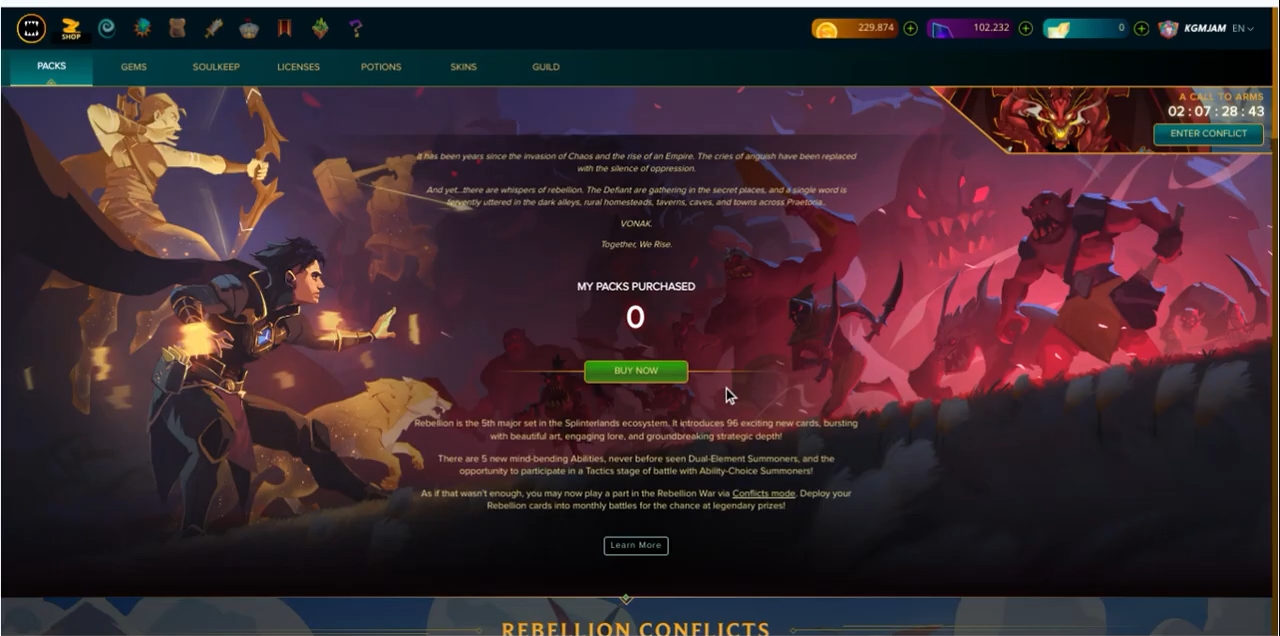 SHOP
229.874
102.232
0
KGMJAM
EN
PACKS
GEMS
SOULKEEP
LICENSES
POTIONS
SKINS
GUILD
A CALL TO ARMS
02 : 07 : 28 : 43
ENTER CONFLICT
It has been years since the invasion of Chaos and the rise of an Empire. The cries of anguish have been replaced
with the silence of oppression.
And yet...there are whispers of rebellion. The Defiant are gathering in the secret places, and a single word is
fervently uttered in the dark alleys, rural homesteads, taverns, caves, and towns across Praetoria.
VONAK.
Together, We Rise.
MY PACKS PURCHASED
0
BUY NOW
Rebellion is the 5th major set in the Splinterlands ecosystem. It introduces 96 exciting new cards, bursting
with beautiful art, engaging lore, and groundbreaking strategic depth!
There are 5 new mind-bending Abilities, never before seen Dual-Element Summoners, and the
opportunity to participate in a Tactics stage of battle with Ability-Choice Summoners!
As if that wasn't enough, you may now play a part in the Rebellion War via Conflicts mode. Deploy your
Rebellion cards into monthly battles for the chance at legendary prizes!
Learn More
REBELLION CONFLICTS